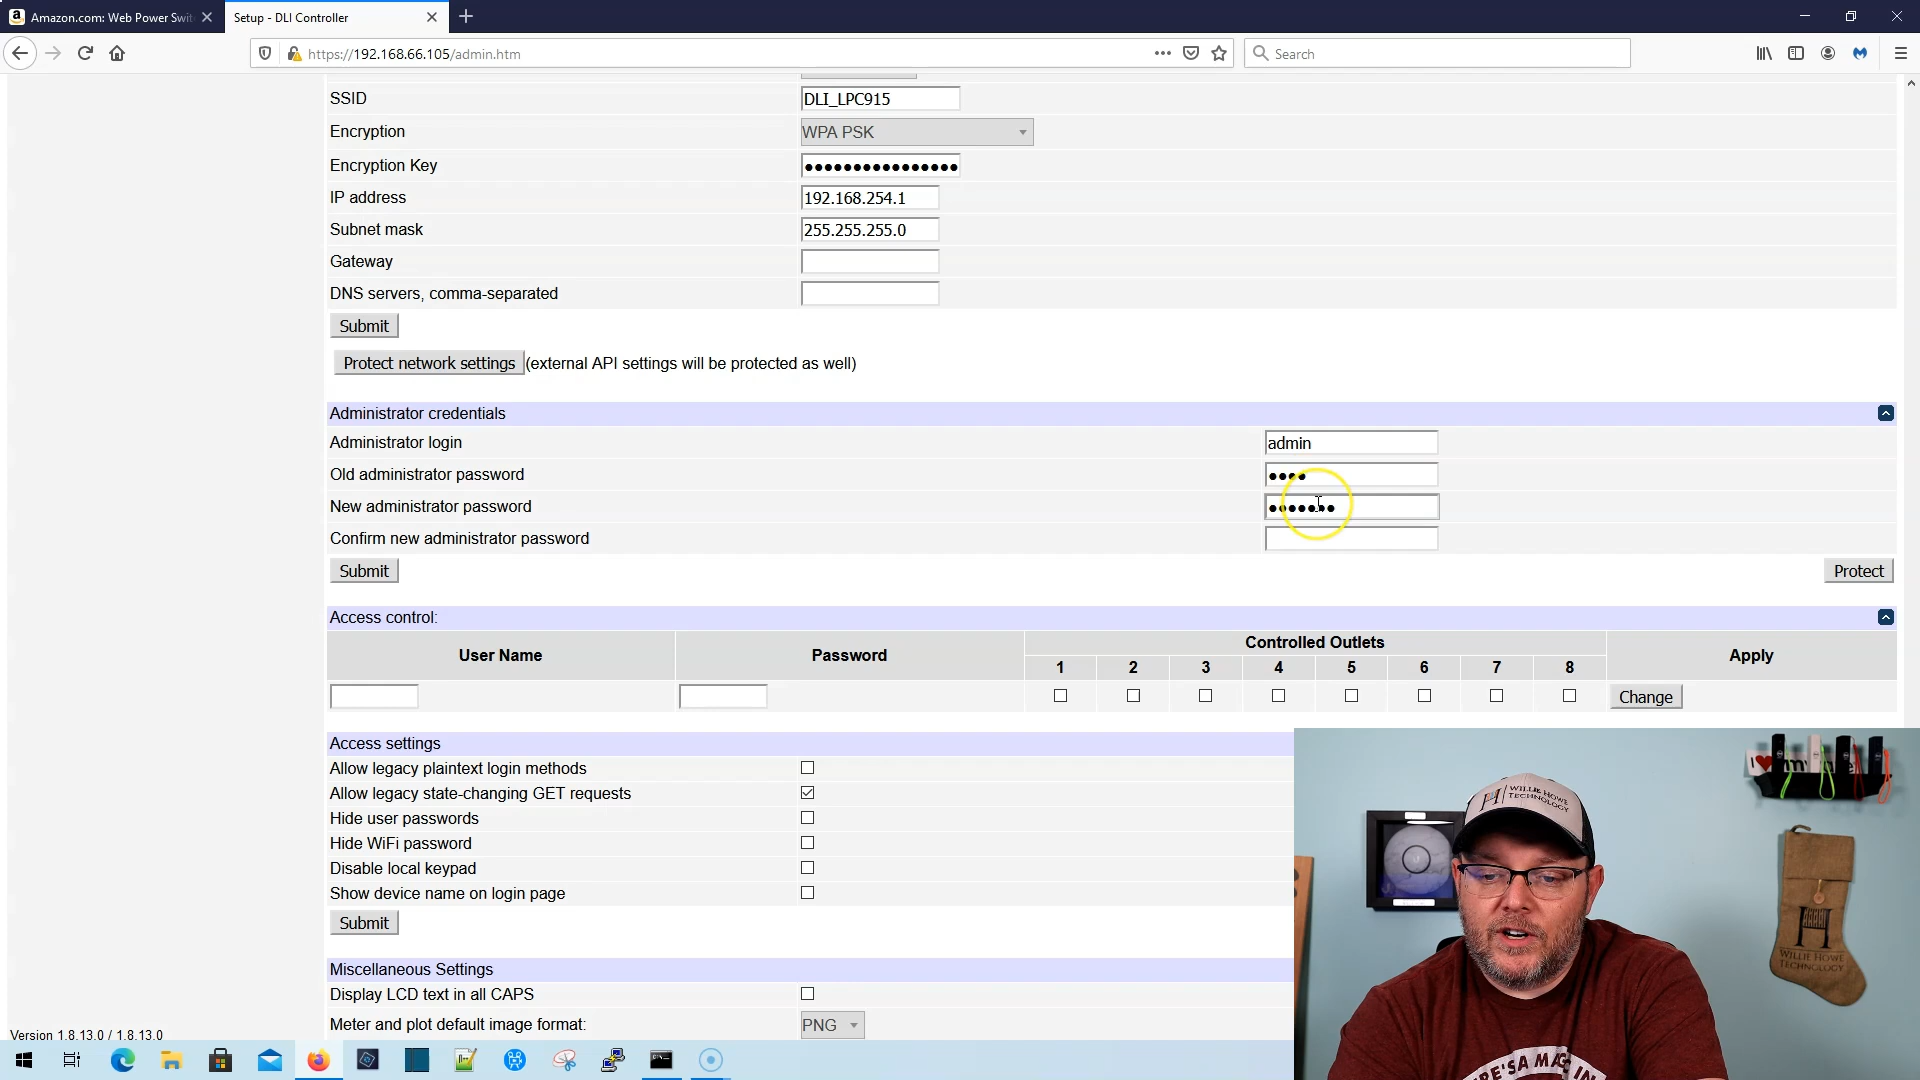 Amazon.com: Web Power Swit
Setup - DLI Controller
https://192.168.66.105/admin.htm
Search
SSID
DLI_LPC915
Encryption
WPA PSK
Encryption Key
IP address
192.168.254.1
Subnet mask
255.255.255.0
Gateway
DNS servers, comma-separated
Submit
Protect network settings (external API settings will be protected as well)
Administrator credentials
Administrator login
admin
Old administrator password
New administrator password
Confirm new administrator password
Submit
Protect
Access control:
User Name
Password
Controlled Outlets
1 2 3 4 5 6 7 8
Apply
Change
Access settings
Allow legacy plaintext login methods
Allow legacy state-changing GET requests
Hide user passwords
Hide WiFi password
Disable local keypad
Show device name on login page
Submit
Miscellaneous Settings
Display LCD text in all CAPS
Meter and plot default image format:
PNG
Version 1.8.13.0 / 1.8.13.0
WILLIE HOWE
TECHNOLOGY
H
WILLIE HOWE
TECHNOLOGY